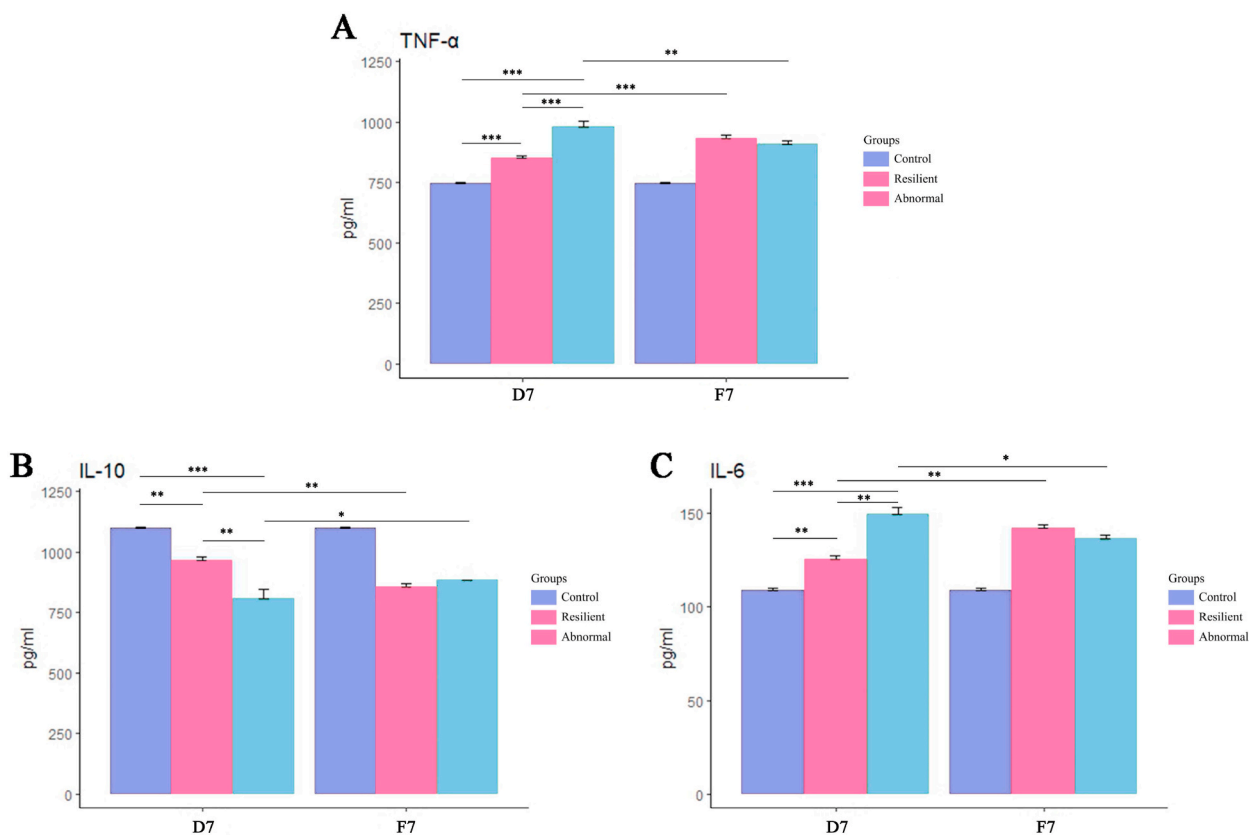 A
TNF-α
1250
1000
750
500
250
0
pg/ml
***
***
***
***
**
D7
F7
Groups
Control
Resilient
Abnormal
B
IL-10
1250
1000
750
500
250
0
pg/ml
***
**
**
**
*
D7
F7
Groups
Control
Resilient
Abnormal
C
IL-6
150
100
50
0
pg/ml
*
**
***
**
**
D7
F7
Groups
Control
Resilient
Abnormal